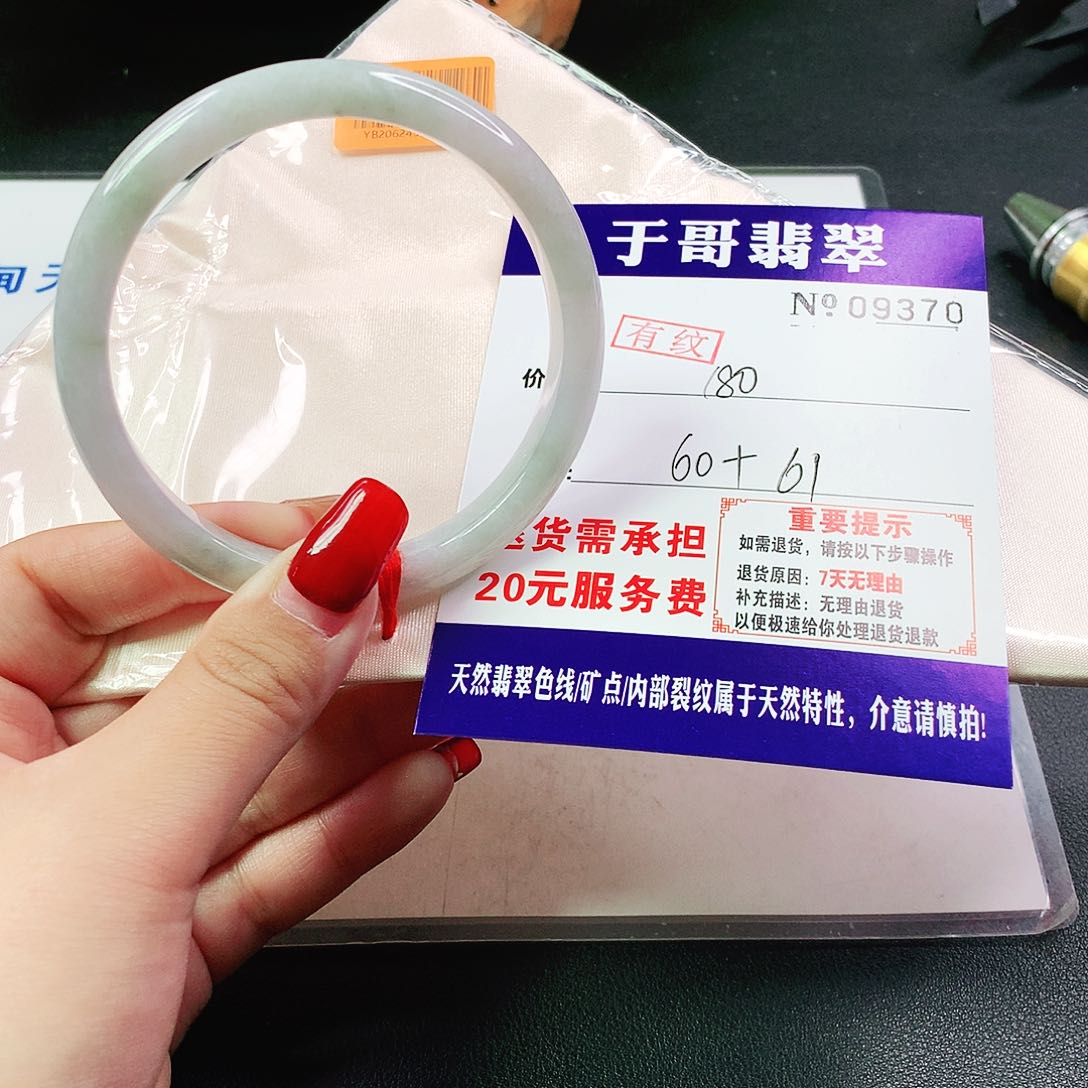 YB20624
于哥翡翠
№ 09370
有纹
价 180
: 60+ 61
货需承担
20元服务费
重要提示
如需退货，请按以下步骤操作
退货原因：7天无理由
补充描述：无理由退货
以便极速给你处理退货退款
天然翡翠色线/矿点/内部裂纹属于天然特性，介意请慎拍!